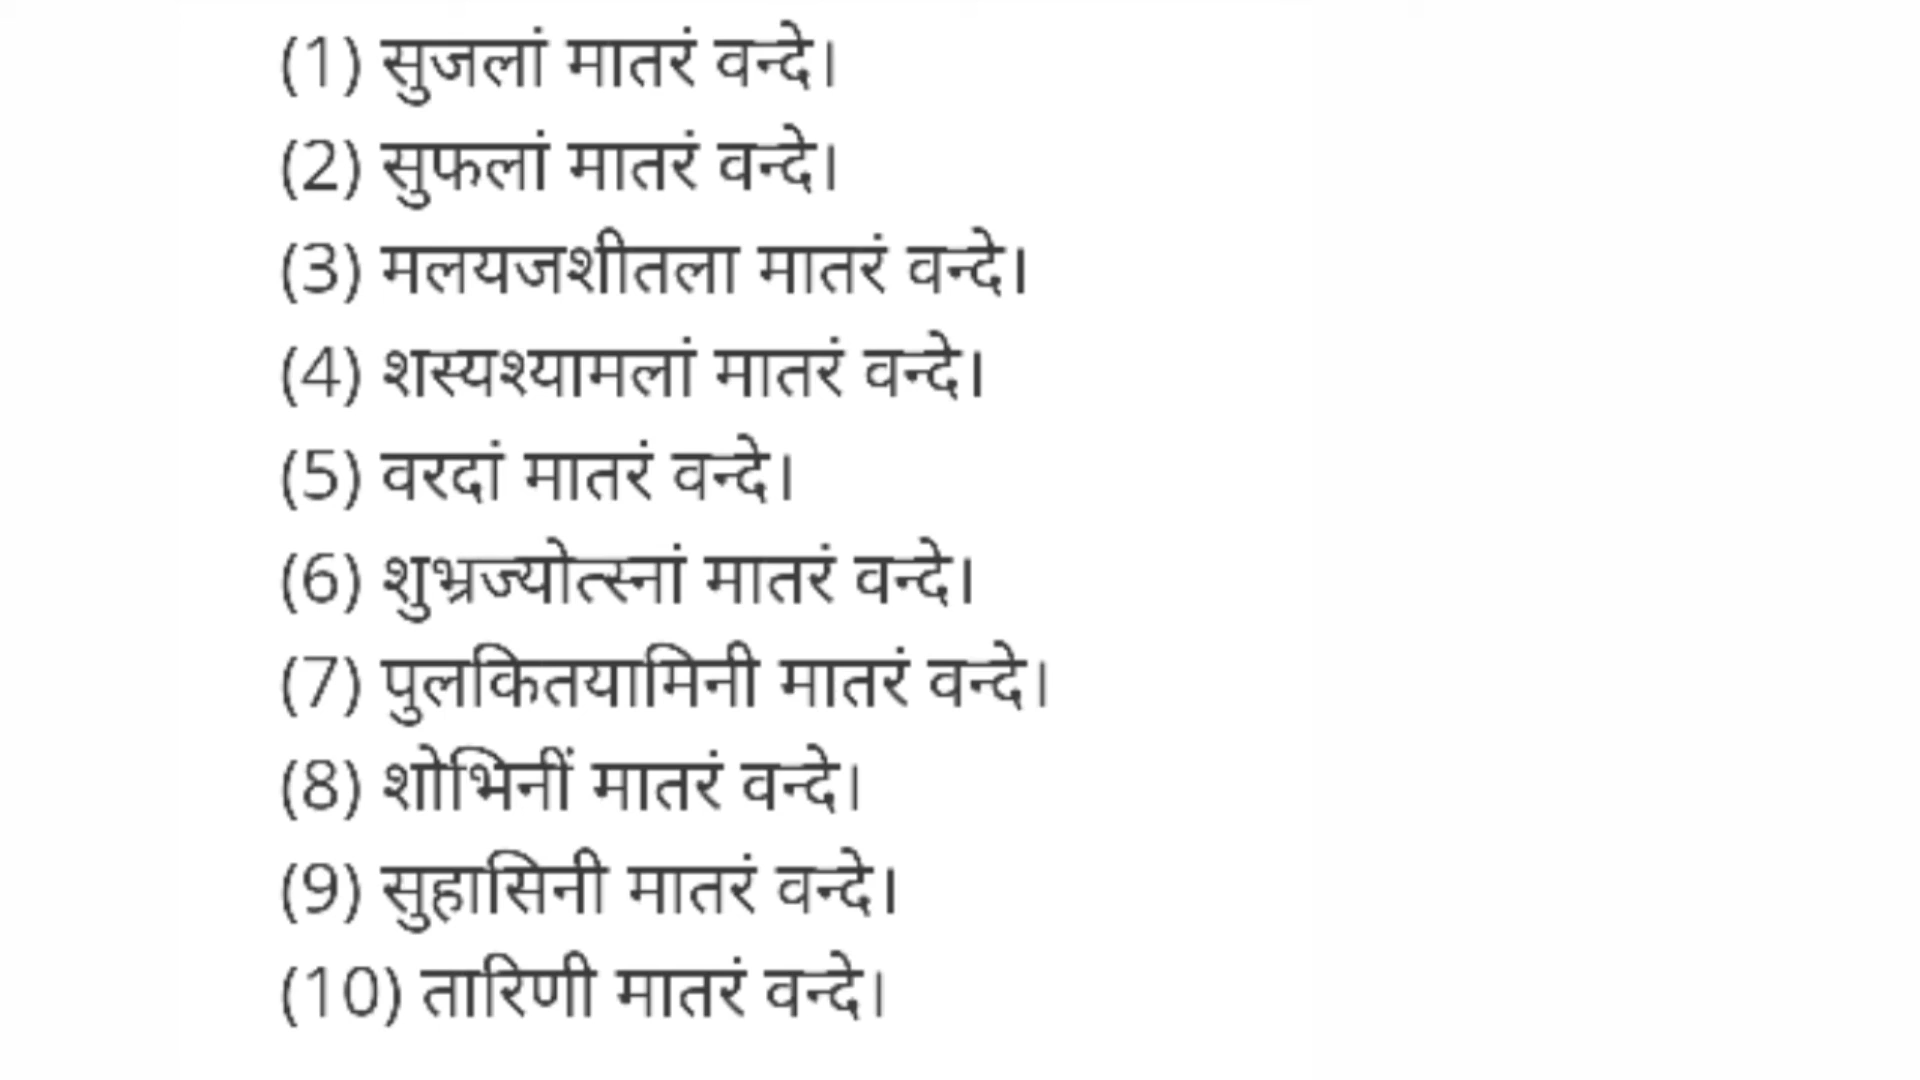 (1) सुजलां मातरं वन्दे।
(2) सुफलां मातरं वन्दे।
(3) मलयजशीतला मातरं वन्दे।
(4) शस्यश्यामलां मातरं वन्दे।
(5) वरदां मातरं वन्दे।
(6) शुभ्रज्योत्स्नां मातरं वन्दे।
(7) पुलकितयामिनी मातरं वन्दे।
(8) शोभिनीं मातरं वन्दे।
(9) सुहासिनी मातरं वन्दे।
(10) तारिणी मातरं वन्दे।